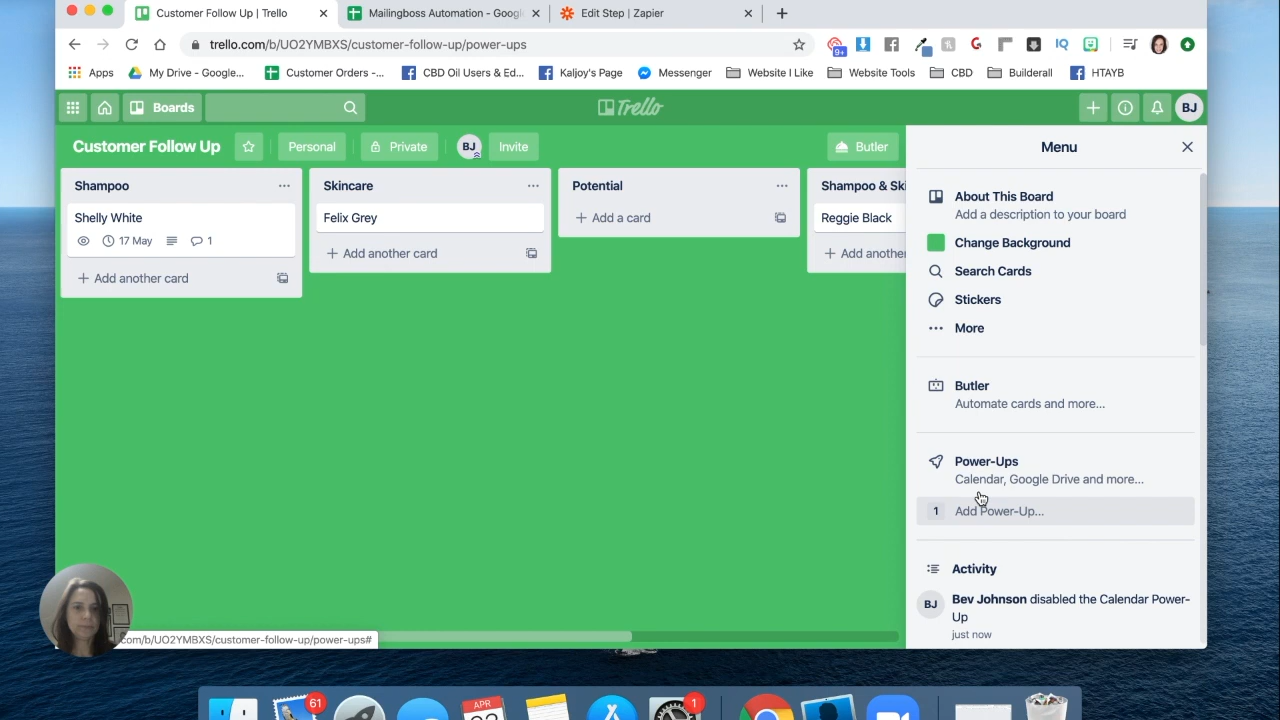 Customer Follow Up | Trello
Mailingboss Automation - Googl
Edit Step | Zapier
trello.com/b/UO2YMBXS/customer-follow-up/power-ups
9+
IQ
Apps
My Drive - Google...
Customer Orders -...
CBD Oil Users & Ed...
Kaljoy's Page
Messenger
Website I Like
Website Tools
CBD
Builderall
HTAYB
Boards
Trello
BJ
Customer Follow Up
Personal
Private
BJ
Invite
Butler
Menu
Shampoo
Shelly White
17 May
1
Add another card
Skincare
Felix Grey
Add another card
Potential
Add a card
Shampoo & Ski
Reggie Black
Add another
About This Board
Add a description to your board
Change Background
Search Cards
Stickers
More
Butler
Automate cards and more...
Power-Ups
Calendar, Google Drive and more...
1
Add Power-Up...
Activity
BJ
Bev Johnson disabled the Calendar Power-
Up
just now
com/b/UO2YMBXS/customer-follow-up/power-ups#
61
APR
1